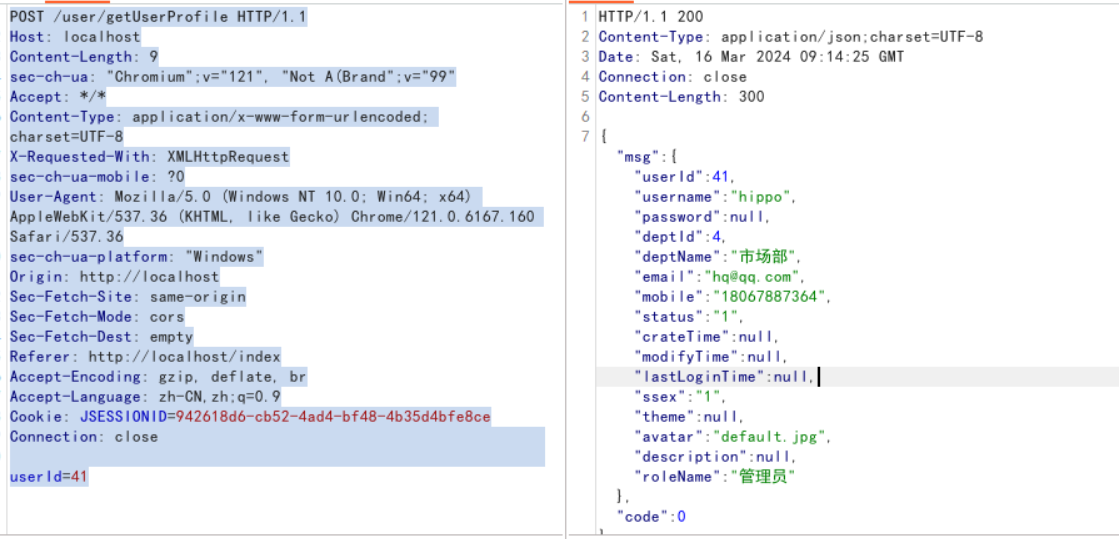 POST /user/getUserProfile HTTP/1.1
Host: localhost
Content-Length: 9
sec-ch-ua: "Chromium";v="121", "Not A(Brand";v="99"
Accept: */*
Content-Type: application/x-www-form-urlencoded;
charset=UTF-8
X-Requested-With: XMLHttpRequest
sec-ch-ua-mobile: ?0
User-Agent: Mozilla/5.0 (Windows NT 10.0; Win64; x64)
AppleWebKit/537.36 (KHTML, like Gecko) Chrome/121.0.6167.160
Safari/537.36
sec-ch-ua-platform: "Windows"
Origin: http://localhost
Sec-Fetch-Site: same-origin
Sec-Fetch-Mode: cors
Sec-Fetch-Dest: empty
Referer: http://localhost/index
Accept-Encoding: gzip, deflate, br
Accept-Language: zh-CN,zh;q=0.9
Cookie: JSESSIONID=942618d6-cb52-4ad4-bf48-4b35d4bfe8ce
Connection: close
userId=41
1 HTTP/1.1 200
2 Content-Type: application/json;charset=UTF-8
3 Date: Sat, 16 Mar 2024 09:14:25 GMT
4 Connection: close
5 Content-Length: 300
6
7 {
"msg":{
"userId":41,
"username":"hippo",
"password":null,
"deptId":4,
"deptName":"市场部",
"email":"hq@qq.com",
"mobile":"18067887364",
"status":"1",
"crateTime":null,
"modifyTime":null,
"lastLoginTime":null,
"ssex":"1",
"theme":null,
"avatar":"default.jpg",
"description":null,
"roleName":"管理员"
},
"code":0